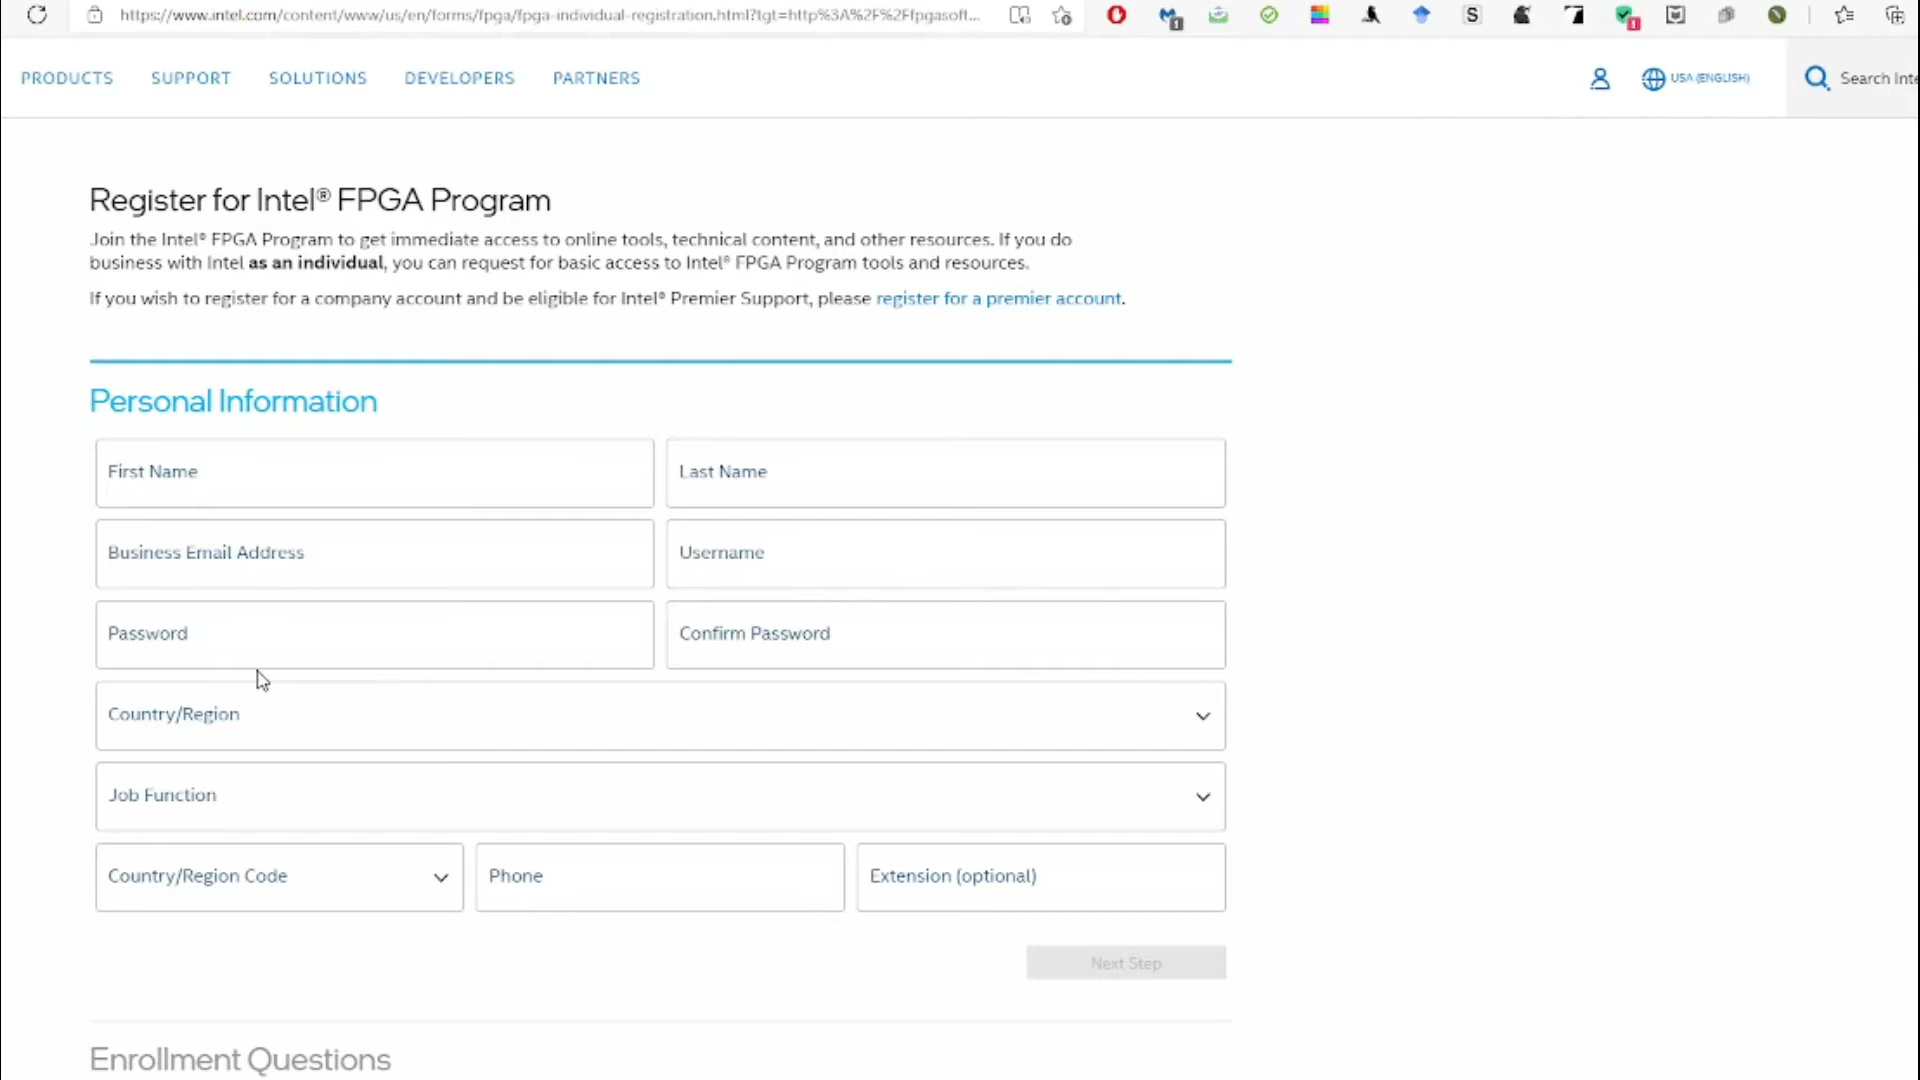 https://www.intel.com/content/www/us/en/forms/fpga/fpga-individual-registration.html?tgt=http%3A%2F%2Ffpgasoft...
1
1
S
PRODUCTS SUPPORT SOLUTIONS DEVELOPERS PARTNERS USA (ENGLISH) Search Inte
Register for Intel® FPGA Program
Join the Intel® FPGA Program to get immediate access to online tools, technical content, and other resources. If you do
business with Intel as an individual, you can request for basic access to Intel® FPGA Program tools and resources.
If you wish to register for a company account and be eligible for Intel® Premier Support, please register for a premier account.
Personal Information
First Name Last Name
Business Email Address Username
Password Confirm Password
Country/Region
Job Function
Country/Region Code Phone Extension (optional)
Next Step
Enrollment Questions